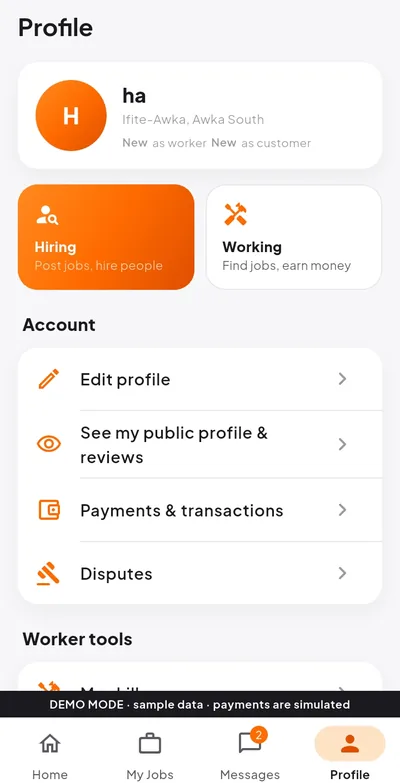 Profile
H
ha
Ifite-Awka, Awka South
New as worker New as customer
Hiring
Post jobs, hire people
Working
Find jobs, earn money
Account
Edit profile
See my public profile &
reviews
Payments & transactions
Disputes
Worker tools
DEMO MODE · sample data · payments are simulated
2
Home
My Jobs
Messages
Profile